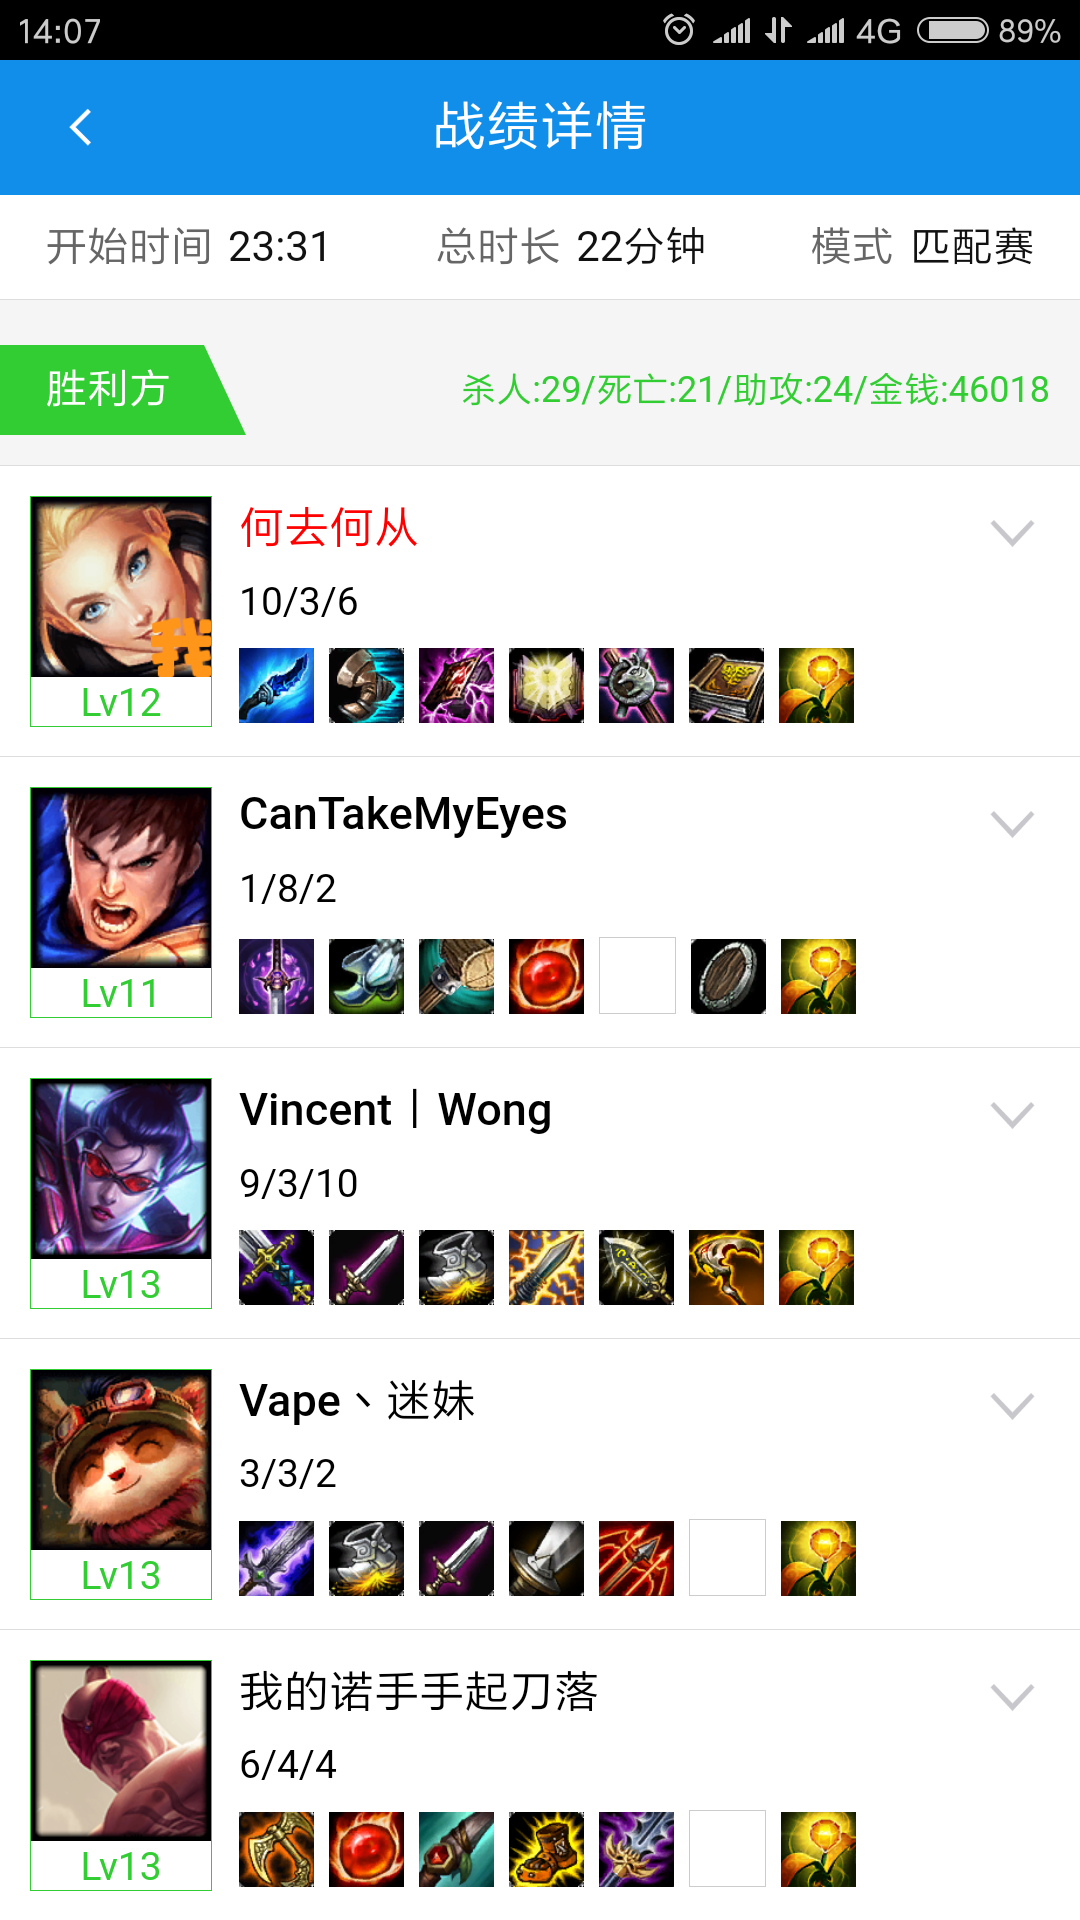 14:07 4G 89%
战绩详情
开始时间 23:31 总时长 22分钟 模式 匹配赛
胜利方 杀人:29/死亡:21/助攻:24/金钱:46018
何去何从
10/3/6
我
Lv12
CanTakeMyEyes
1/8/2
Lv11
Vincent丨Wong
9/3/10
Lv13
Vape丶迷妹
3/3/2
Lv13
我的诺手手起刀落
6/4/4
Lv13